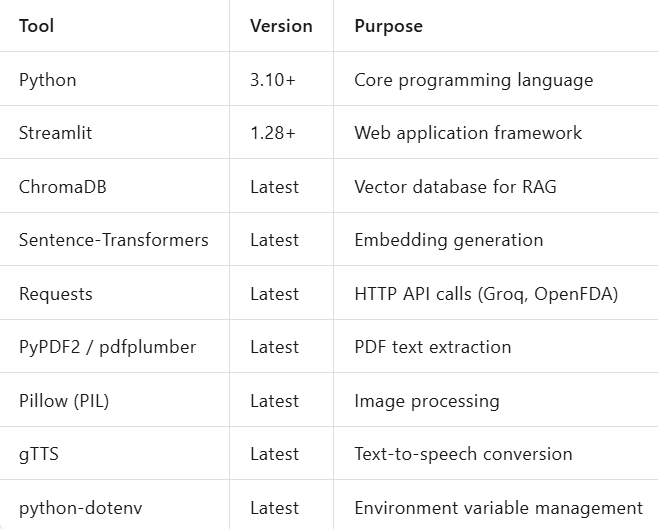 Tool Version Purpose
Python 3.10+ Core programming language
Streamlit 1.28+ Web application framework
ChromaDB Latest Vector database for RAG
Sentence-Transformers Latest Embedding generation
Requests Latest HTTP API calls (Groq, OpenFDA)
PyPDF2 / pdfplumber Latest PDF text extraction
Pillow (PIL) Latest Image processing
gTTS Latest Text-to-speech conversion
python-dotenv Latest Environment variable management